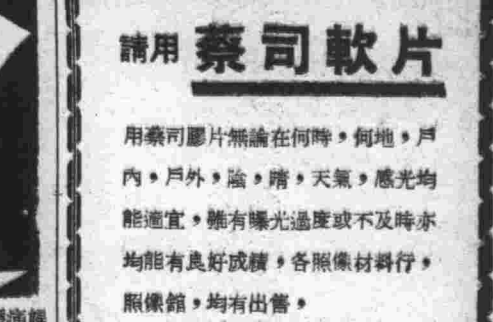 請用 蔡司軟片
用蔡司膠片無論在何時，何地，戶
內，戶外，陰，晴，天氣，感光均
能適宜，雖有曝光過度或不及時亦
均能有良好成績，各照像材料行，
照像館，均有出售，